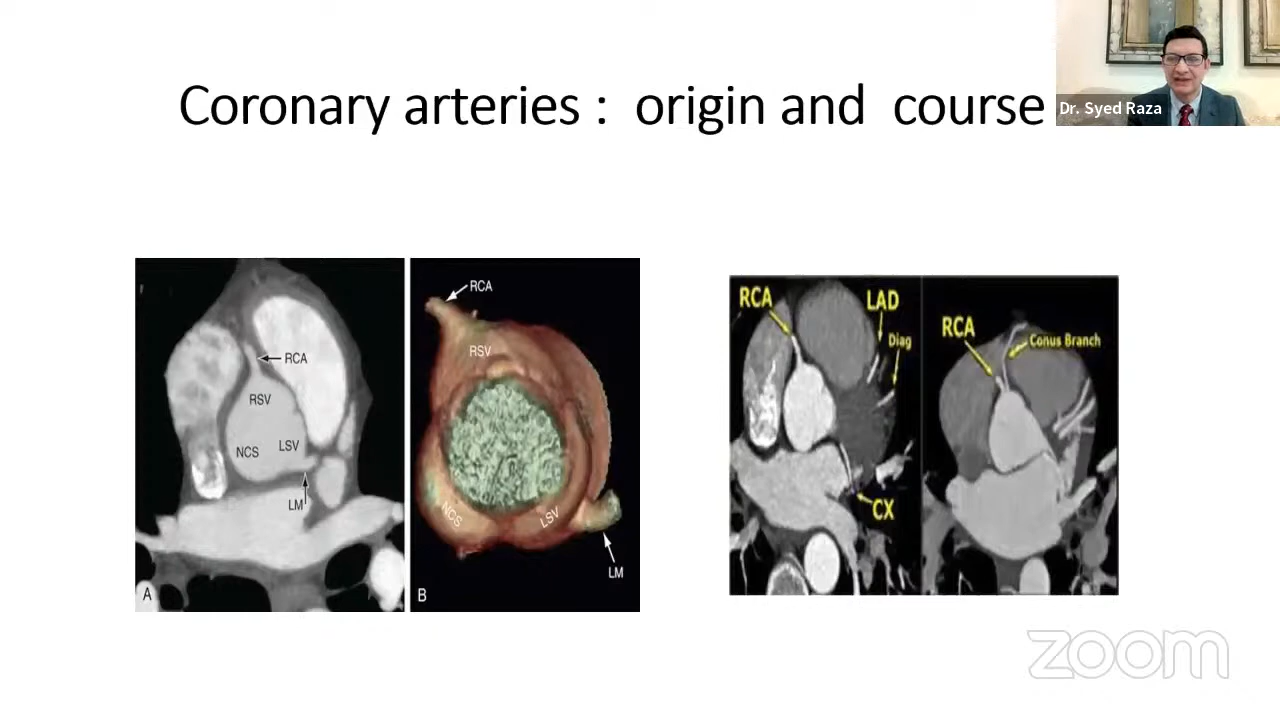 Coronary arteries :  origin and  course
Dr. Syed Raza
RCA
RSV
NCS
LSV
LM
A
RCA
RSV
NCS
LSV
LM
B
RCA
LAD
Diag
CX
RCA
Conus Branch
zoom